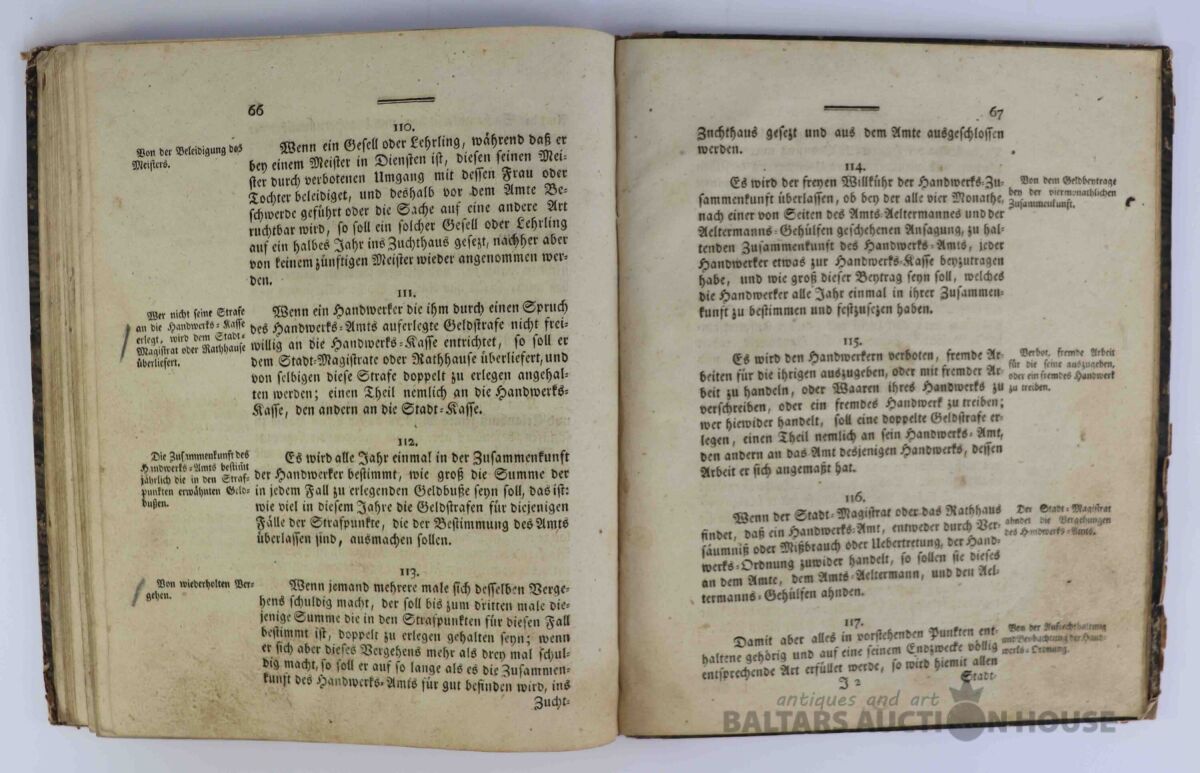 66
110.
Von der Beleidigung des
Meisters.
Wenn ein Gesell oder Lehrling, während daß er
bey einem Meister in Diensten ist, diesen seinen Mei-
ster durch verbotenen Umgang mit dessen Frau oder
Tochter beleidiget, und deshalb vor dem Amte Be-
schwerde geführt oder die Sache auf eine andere Art
ruchtbar wird, so soll ein solcher Gesell oder Lehrling
auf ein halbes Jahr ins Zuchthaus gesezt, nachher aber
von keinem zünftigen Meister wieder angenommen wer-
den.
111.
Wer nicht seine Strafe
an die Handwerks-Kasse
erlegt, wird dem Stadt-
Magistrat oder Rathhause
überliefert.
Wenn ein Handwerker die ihm durch einen Spruch
des Handwerks-Amts auferlegte Geldstrafe nicht frei-
willig an die Handwerks-Kasse entrichtet, so soll er
dem Stadt-Magistrate oder Rathhause überliefert, und
von selbigen diese Strafe doppelt zu erlegen angehal-
ten werden; einen Theil nemlich an die Handwerks-
Kasse, den andern an die Stadt-Kasse.
112.
Die Zusammenkunft des
Handwerks-Amts bestimt
jährlich die in den Straf-
punkten erwähnten Geld-
bußen.
Es wird alle Jahr einmal in der Zusammenkunft
der Handwerker bestimmt, wie groß die Summe der
in jedem Fall zu erlegenden Geldbuße seyn soll, das ist:
wie viel in diesem Jahre die Geldstrafen für diejenigen
Fälle der Strafpunkte, die der Bestimmung des Amts
überlassen sind, ausmachen sollen.
113.
Von wiederholten Ver-
gehen.
Wenn jemand mehrere male sich desselben Verge-
hens schuldig macht, der soll bis zum dritten male die-
jenige Summe die in den Strafpunkten für diesen Fall
bestimmt ist, doppelt zu erlegen gehalten seyn; wenn
er sich aber dieses Vergehens mehr als drey mal schul-
dig macht, so soll er auf so lange als es die Zusammen-
kunft des Handwerks-Amts für gut befinden wird, ins
Zucht-
67
Zuchthaus gesezt und aus dem Amte ausgeschlossen
werden.
114.
Es wird der freyen Willkühr der Handwerks-Zu-
sammenkunft überlassen, ob bey der alle vier Monathe,
nach einer von Seiten des Amts-Aeltermannes und der
Aeltermanns-Gehülfen geschehenen Ansagung, zu hal-
tenden Zusammenkunft des Handwerks-Amts, jeder
Handwerker etwas zur Handwerks-Kasse beyzutragen
habe, und wie groß dieser Beytrag seyn soll, welches
die Handwerker alle Jahr einmal in ihrer Zusammen-
kunft zu bestimmen und festzusezen haben.
Von dem Geldbeytrage
bey der viermonathlichen
Zusammenkunft.
115.
Es wird den Handwerkern verboten, fremde Ar-
beiten für die ihrigen auszugeben, oder mit fremder Ar-
beit zu handeln, oder Waaren ihres Handwerks zu
verschreiben, oder ein fremdes Handwerk zu treiben;
wer hiewider handelt, soll eine doppelte Geldstrafe er-
legen, einen Theil nemlich an sein Handwerks-Amt,
den andern an das Amt desjenigen Handwerks, dessen
Arbeit er sich angemaßt hat.
Verbot, fremde Arbeit
für die seine auszugeben,
oder ein fremdes Handwerk
zu treiben.
116.
Wenn der Stadt-Magistrat oder das Rathhaus
findet, daß ein Handwerks-Amt, entweder durch Ver-
säumniß oder Mißbrauch oder Uebertretung, der Hand-
werks-Ordnung zuwider handelt, so sollen sie dieses
an dem Amte, dem Amts-Aeltermann, und den Ael-
termanns-Gehülfen ahnden.
Der Stadt-Magistrat
ahndet die Vergehungen
des Handwerks-Amts.
117.
Damit aber alles in vorstehenden Punkten ent-
haltene gehörig und auf eine seinem Endzwecke völlig
entsprechende Art erfüllet werde, so wird hiemit allen
J 2
Stadt-
Von der Aufrechthaltung
und Beobachtung der Hand-
werks-Ordnung.
antiques and art
BALTARS AUCTION HOUSE